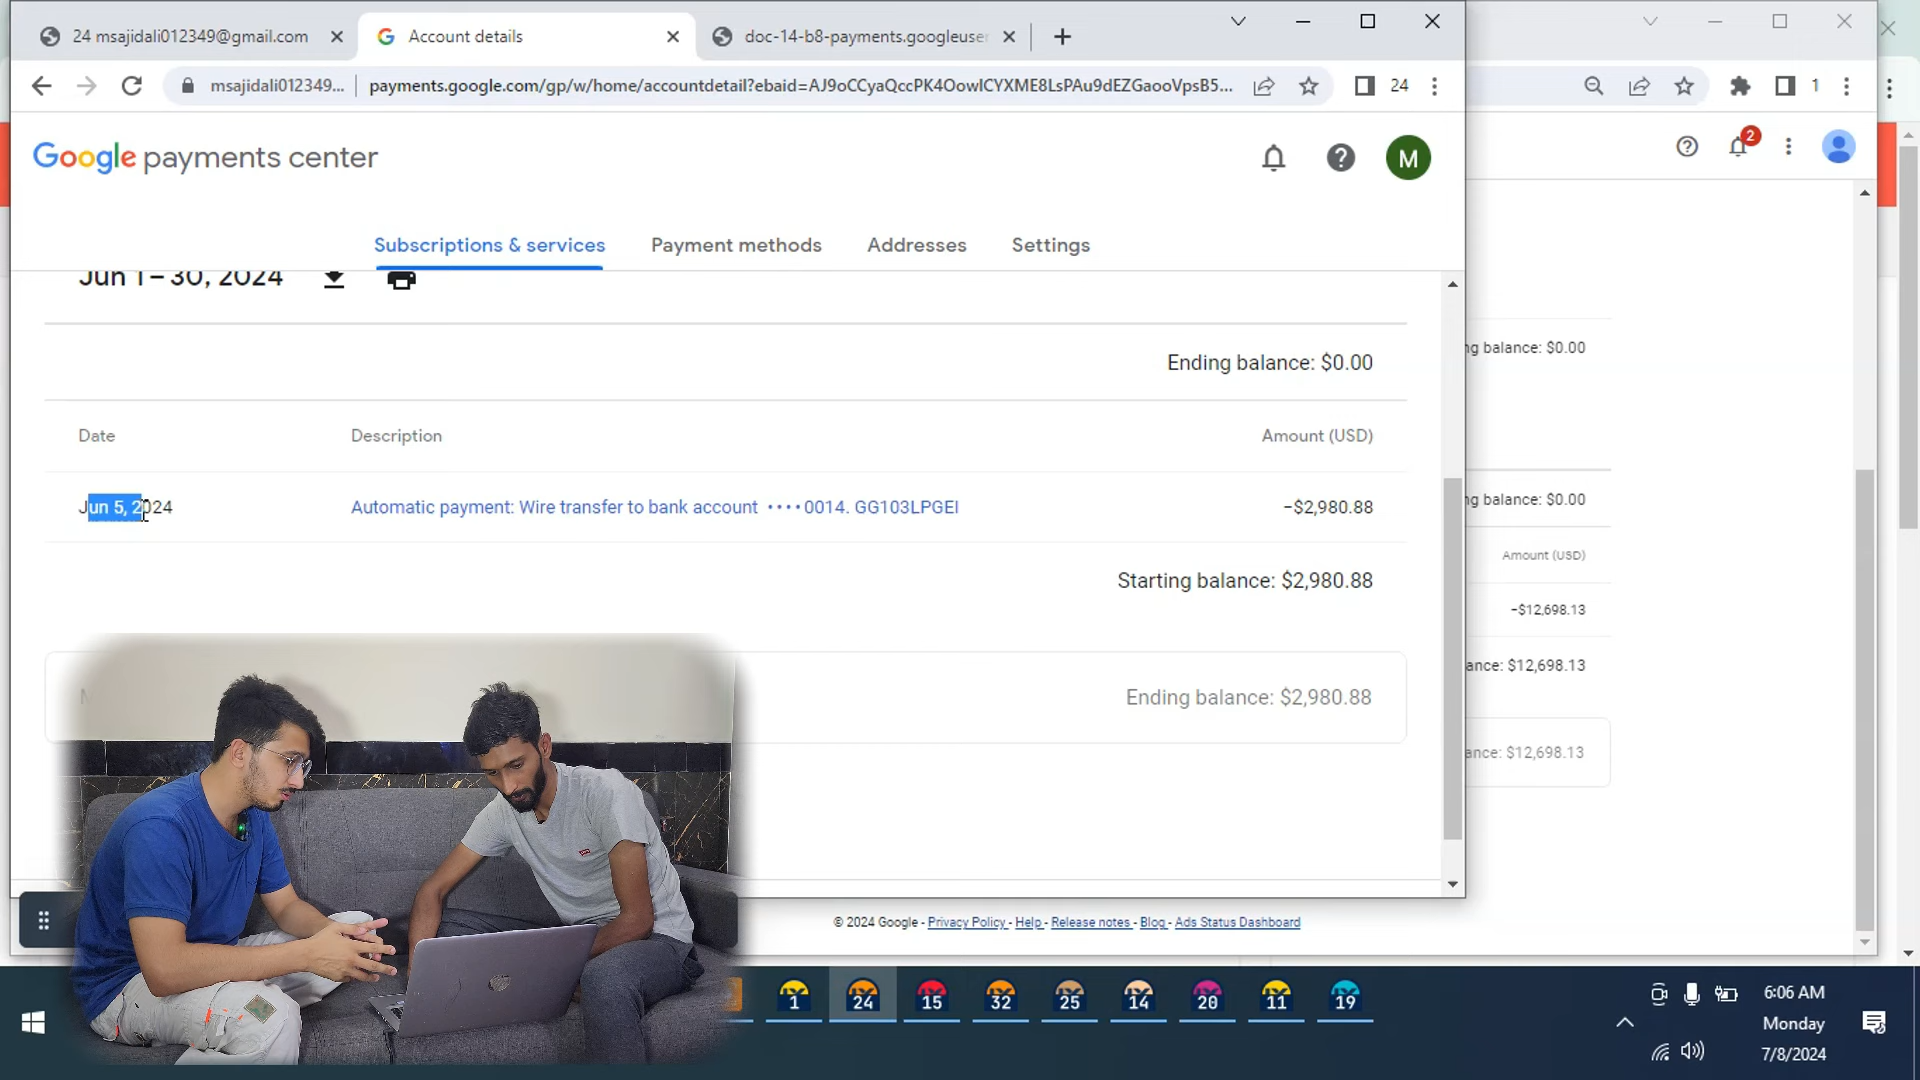 24 msajidali012349@gmail.com
Account details
doc-14-b8-payments.googleuser
msajidali012349...
payments.google.com/gp/w/home/accountdetail?ebaid=AJ9oCCyaQccPK4OowICYXME8LsPAu9dEZGaooVpsB5...
24
1
Google payments center
M
2
Subscriptions & services
Payment methods
Addresses
Settings
Jun 1 – 30, 2024
Ending balance: $0.00
ng balance: $0.00
Date
Description
Amount (USD)
ng balance: $0.00
Jun 5, 2024
Automatic payment: Wire transfer to bank account ••••0014. GG103LPGEI
−$2,980.88
Amount (USD)
−$12,698.13
Starting balance: $2,980.88
ance: $12,698.13
Ending balance: $2,980.88
ance: $12,698.13
© 2024 Google - Privacy Policy - Help - Release notes - Blog - Ads Status Dashboard
1
24
15
32
25
14
20
11
19
6:06 AM
Monday
7/8/2024